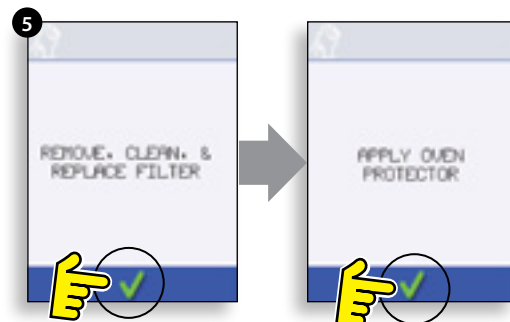 5
REMOVE, CLEAN, &
REPLACE FILTER
APPLY OVEN
PROTECTOR